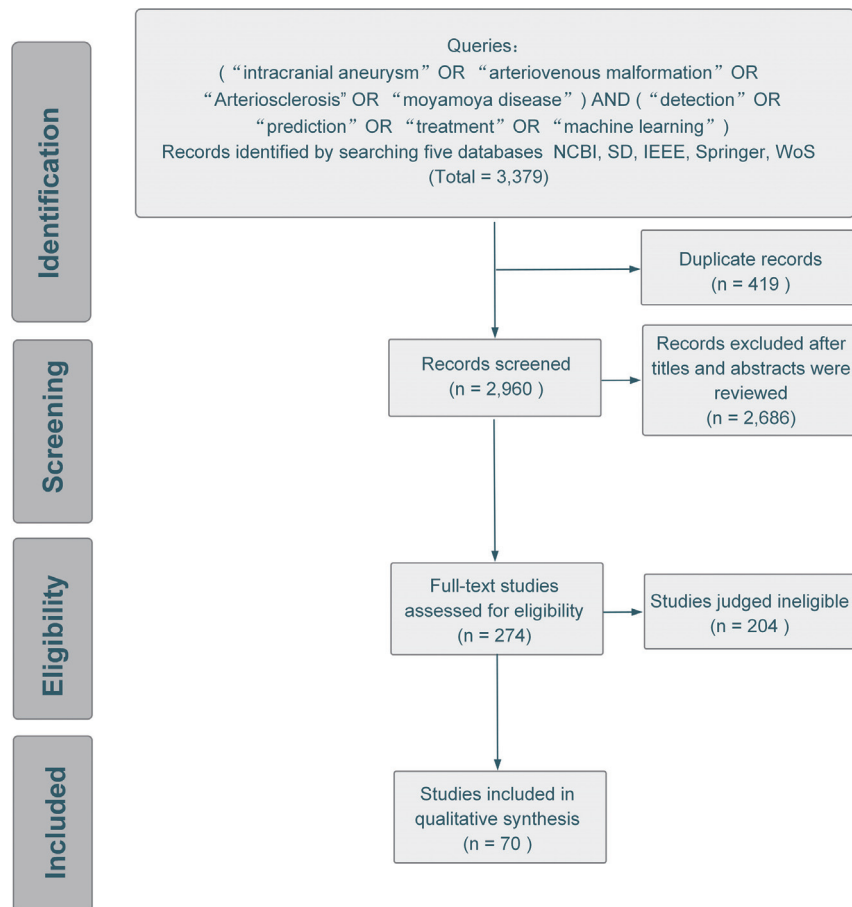 Identification
Queries:
( “intracranial aneurysm” OR “arteriovenous malformation” OR
“Arteriosclerosis” OR “moyamoya disease” ) AND ( “detection” OR
“prediction” OR “treatment” OR “machine learning” )
Records identified by searching five databases NCBI, SD, IEEE, Springer, WoS
(Total = 3,379)
Duplicate records
(n = 419 )
Screening
Records screened
(n = 2,960 )
Records excluded after
titles and abstracts were
reviewed
(n = 2,686)
Eligibility
Full-text studies
assessed for eligibility
(n = 274)
Studies judged ineligible
(n = 204 )
Included
Studies included in
qualitative synthesis
(n = 70 )